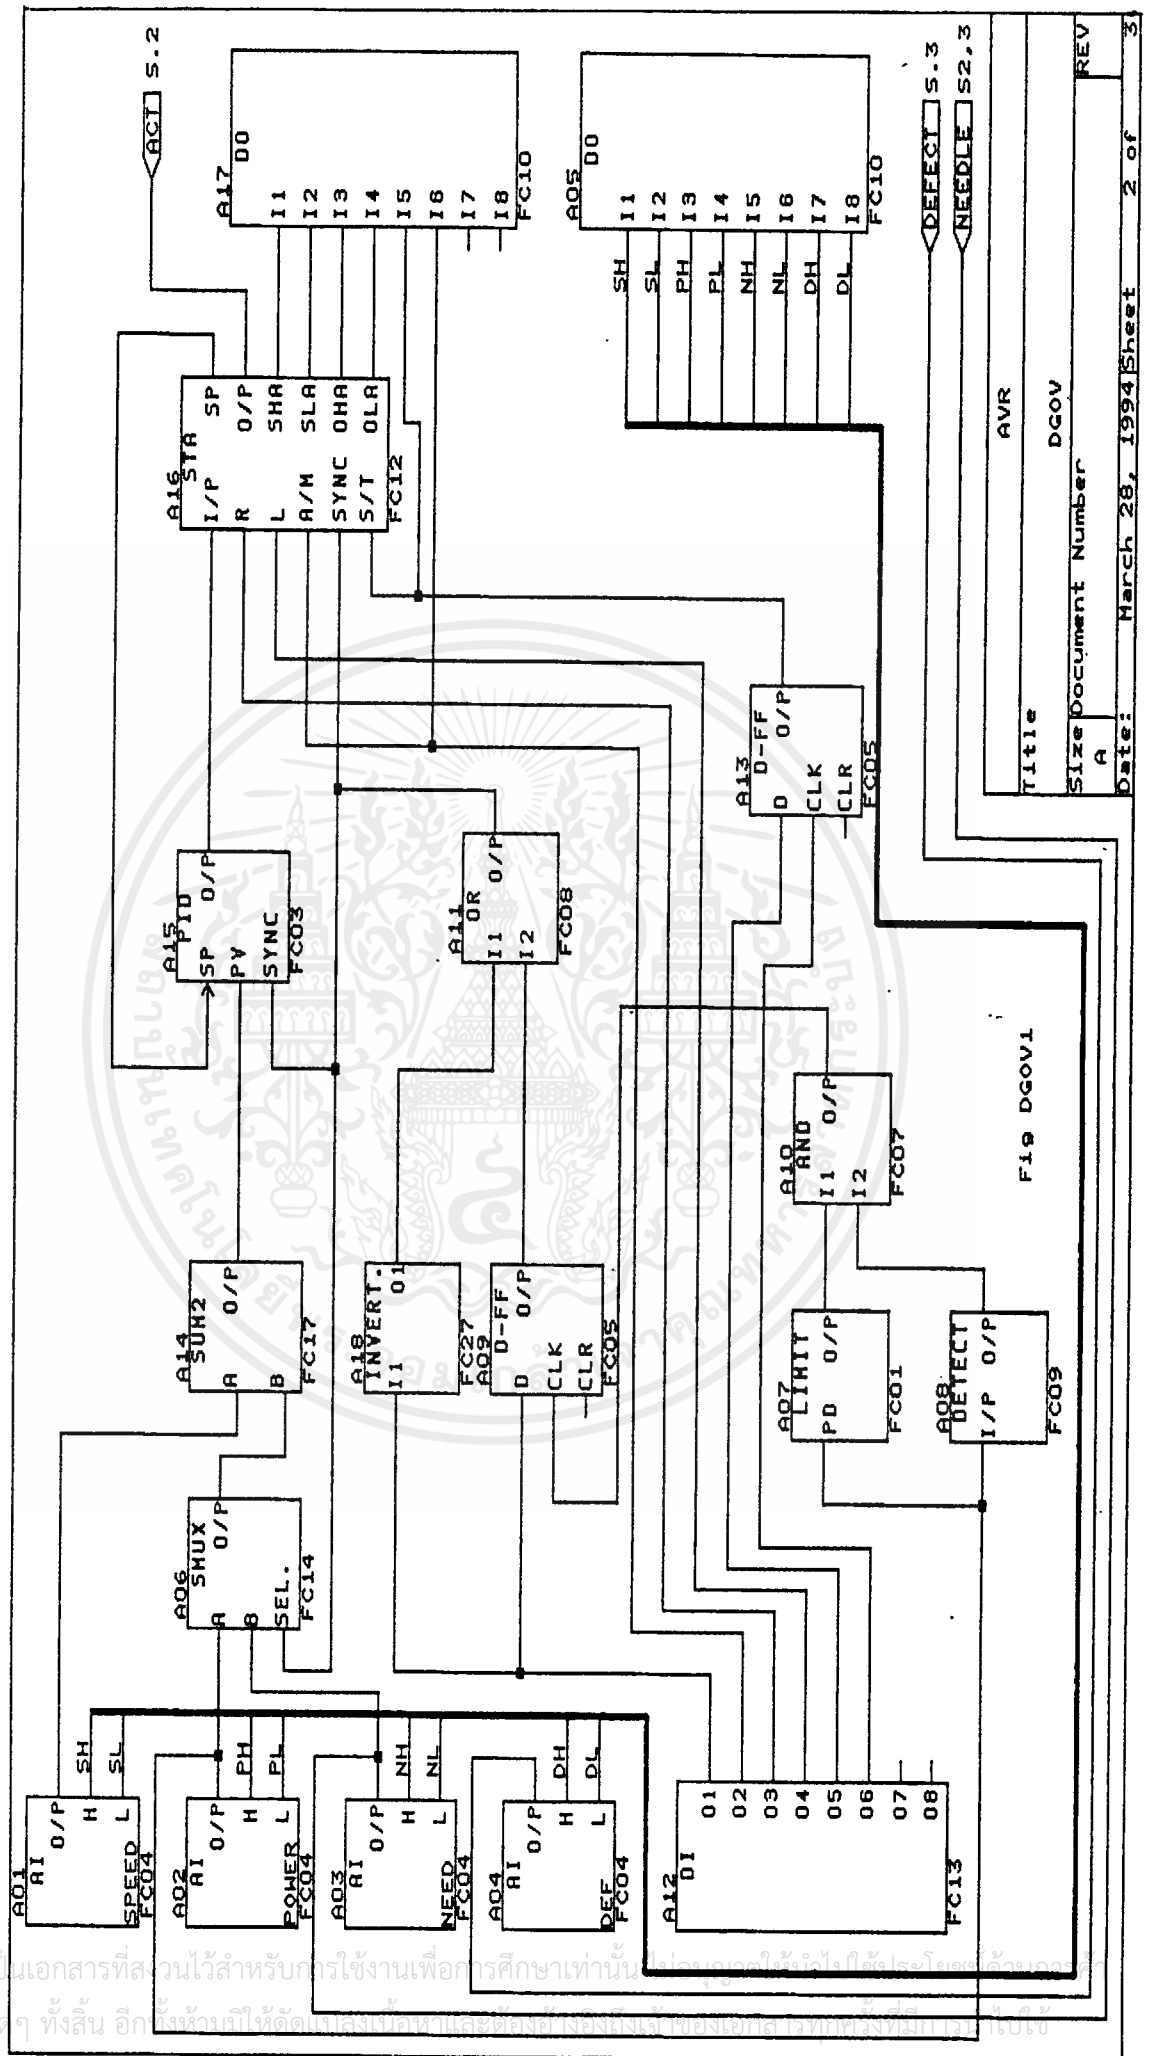 A01
AI
O/P
H
L
SPEED
FC04
SH
SL
A02
AI
O/P
H
L
POWER
FC04
PH
PL
A03
AI
O/P
H
L
NEED
FC04
NH
NL
A04
AI
O/P
H
L
DEF
FC04
DH
DL
A12
DI
O1
O2
O3
O4
O5
O6
O7
O8
FC13
A06
SMUX
A
O/P
B
SEL.
FC14
A14
SUM2
A
O/P
B
FC17
A18
INVERT.
I1
O1
FC27
A09
D-FF
D
O/P
CLK
CLR
FC05
A07
LIMIT
PD
O/P
FC01
A08
DETECT
I/P
O/P
FC09
A10
AND
I1
O/P
I2
FC07
A15
PID
SP
O/P
PV
SYNC
FC03
A11
OR
I1
O/P
I2
FC08
A13
D-FF
D
O/P
CLK
CLR
FC05
A16
STA
I/P
SP
R
O/P
L
SHA
A/M
SLA
SYNC
OHA
S/T
OLA
FC12
ACT
S.2
A17
DO
I1
I2
I3
I4
I5
I6
I7
I8
FC10
SH
SL
PH
PL
NH
NL
DH
DL
A05
DO
I1
I2
I3
I4
I5
I6
I7
I8
FC10
DEFECT S.3
NEEDLE S2,3
Fig DGOV1
AVR
Title
DGOV
Size
Document Number
REV
A
Date:
March 28, 1994
Sheet
2 of
3